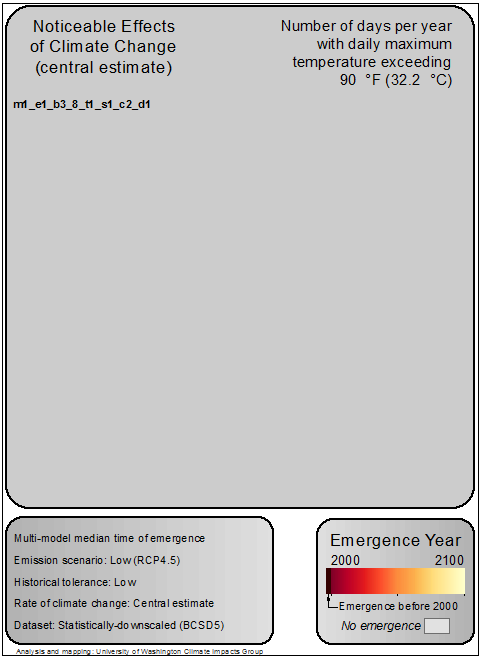 Noticeable Effects
of Climate Change
(central estimate)
Number of days per year
with daily maximum
temperature exceeding
90 °F (32.2 °C)
m1_e1_b3_8_t1_s1_c2_d1
Multi-model median time of emergence
Emission scenario: Low (RCP4.5)
Historical tolerance: Low
Rate of climate change: Central estimate
Dataset: Statistically-downscaled (BCSD5)
Emergence Year
2000 2100
Emergence before 2000
No emergence
Analysis and mapping: University of Washington Climate Impacts Group